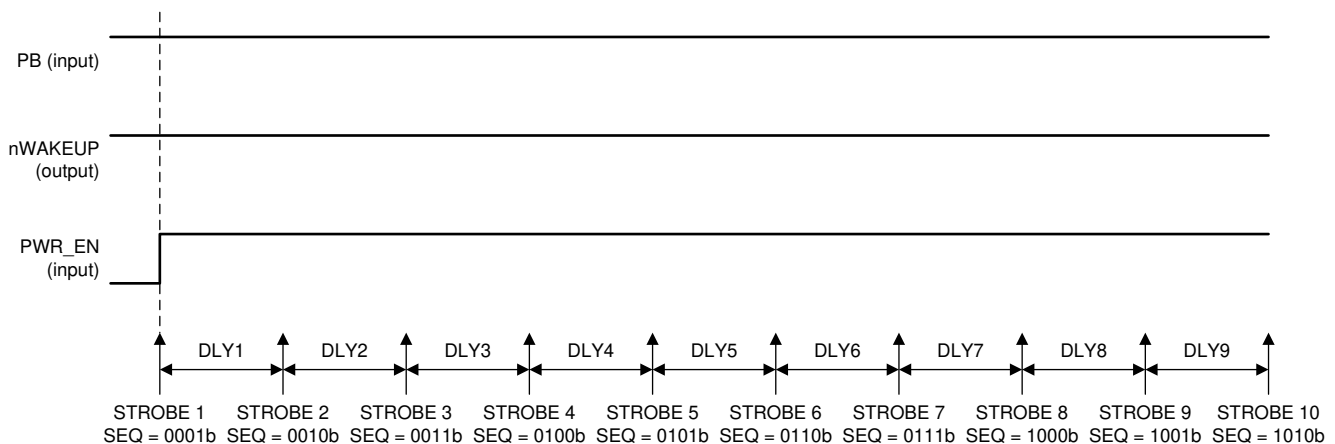 PB (input)
nWAKEUP
(output)
PWR_EN
(input)
DLY1 DLY2 DLY3 DLY4 DLY5 DLY6 DLY7 DLY8 DLY9
STROBE 1 STROBE 2 STROBE 3 STROBE 4 STROBE 5 STROBE 6 STROBE 7 STROBE 8 STROBE 9 STROBE 10
SEQ = 0001b SEQ = 0010b SEQ = 0011b SEQ = 0100b SEQ = 0101b SEQ = 0110b SEQ = 0111b SEQ = 1000b SEQ = 1001b SEQ = 1010b